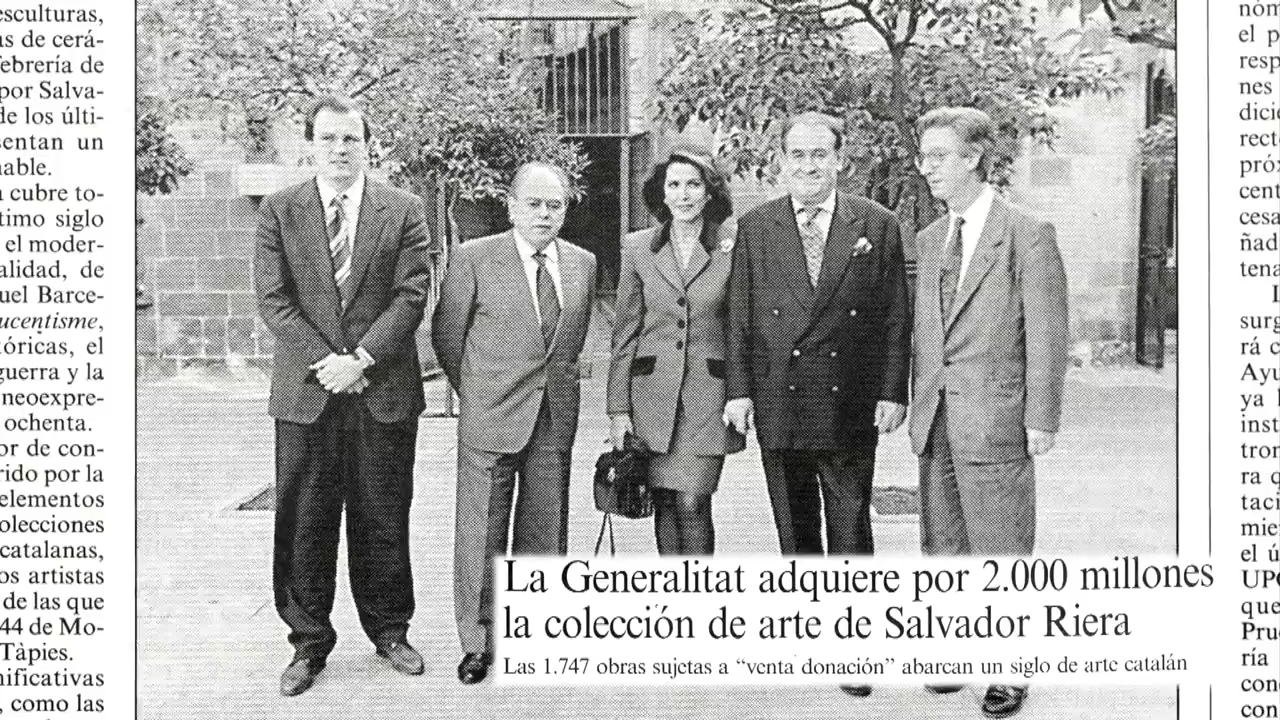 esculturas,
as de cerá-
febrería de
por Salva-
de los últi-
sentan un
nable.
cubre to-
timo siglo
el moder-
alidad, de
uel Barce-
ucentisme,
tóricas, el
guerra y la
neoexpre-
ochenta.
or de con-
rido por la
elementos
olecciones
catalanas,
os artistas
de las que
44 de Mo-
Tàpies.
nificativas
, como las
La Generalitat adquiere por 2.000 millones
la colección de arte de Salvador Riera
Las 1.747 obras sujetas a “venta donación” abarcan un siglo de arte catalán
nóm
el p
resp
nes
dici
rect
próx
cent
cesa
ñad
tena
L
surg
rá c
Ayu
ya l
inst
tron
ra q
taci
mie
el ú
UPC
que
Pru
ría
con
con